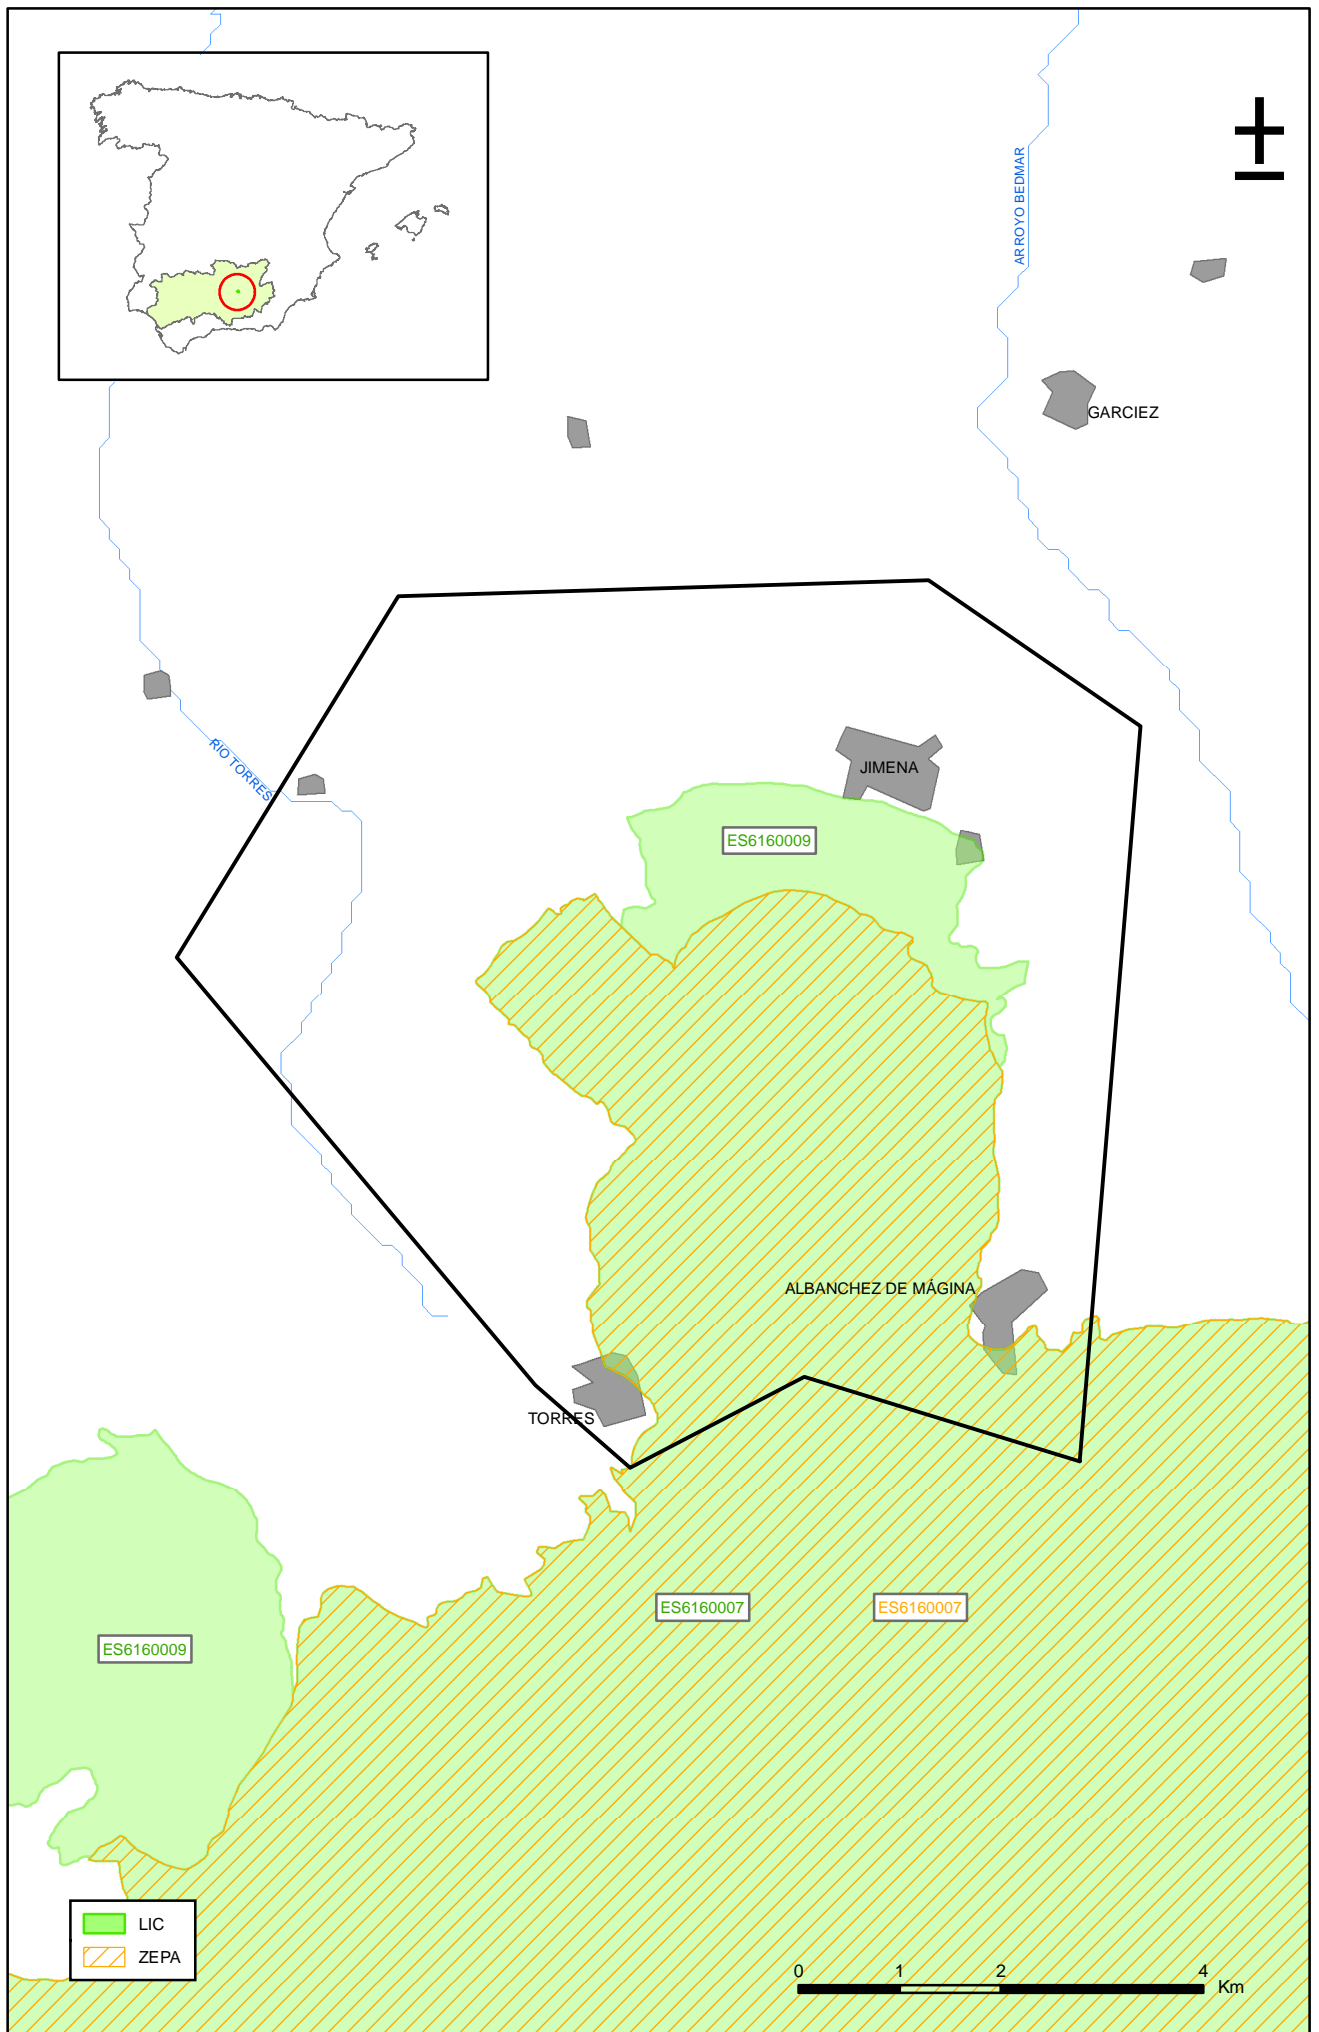 ARROYO BEDMAR
GARCIEZ
RÍO TORRES
JIMENA
ES6160009
ALBANCHEZ DE MÁGINA
TORRES
ES6160007
ES6160007
ES6160009
LIC
ZEPA
0 1 2 4
Km